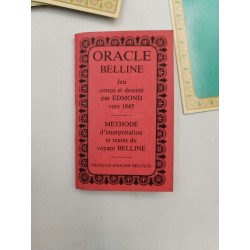 ORACLE
BELLINE
Jeu
conçu et dessiné
par EDMOND
vers 1845
METHODE
d'interprétation
et textes du
voyant BELLINE
FRANÇAIS-ENGLISH-DEUTSCH